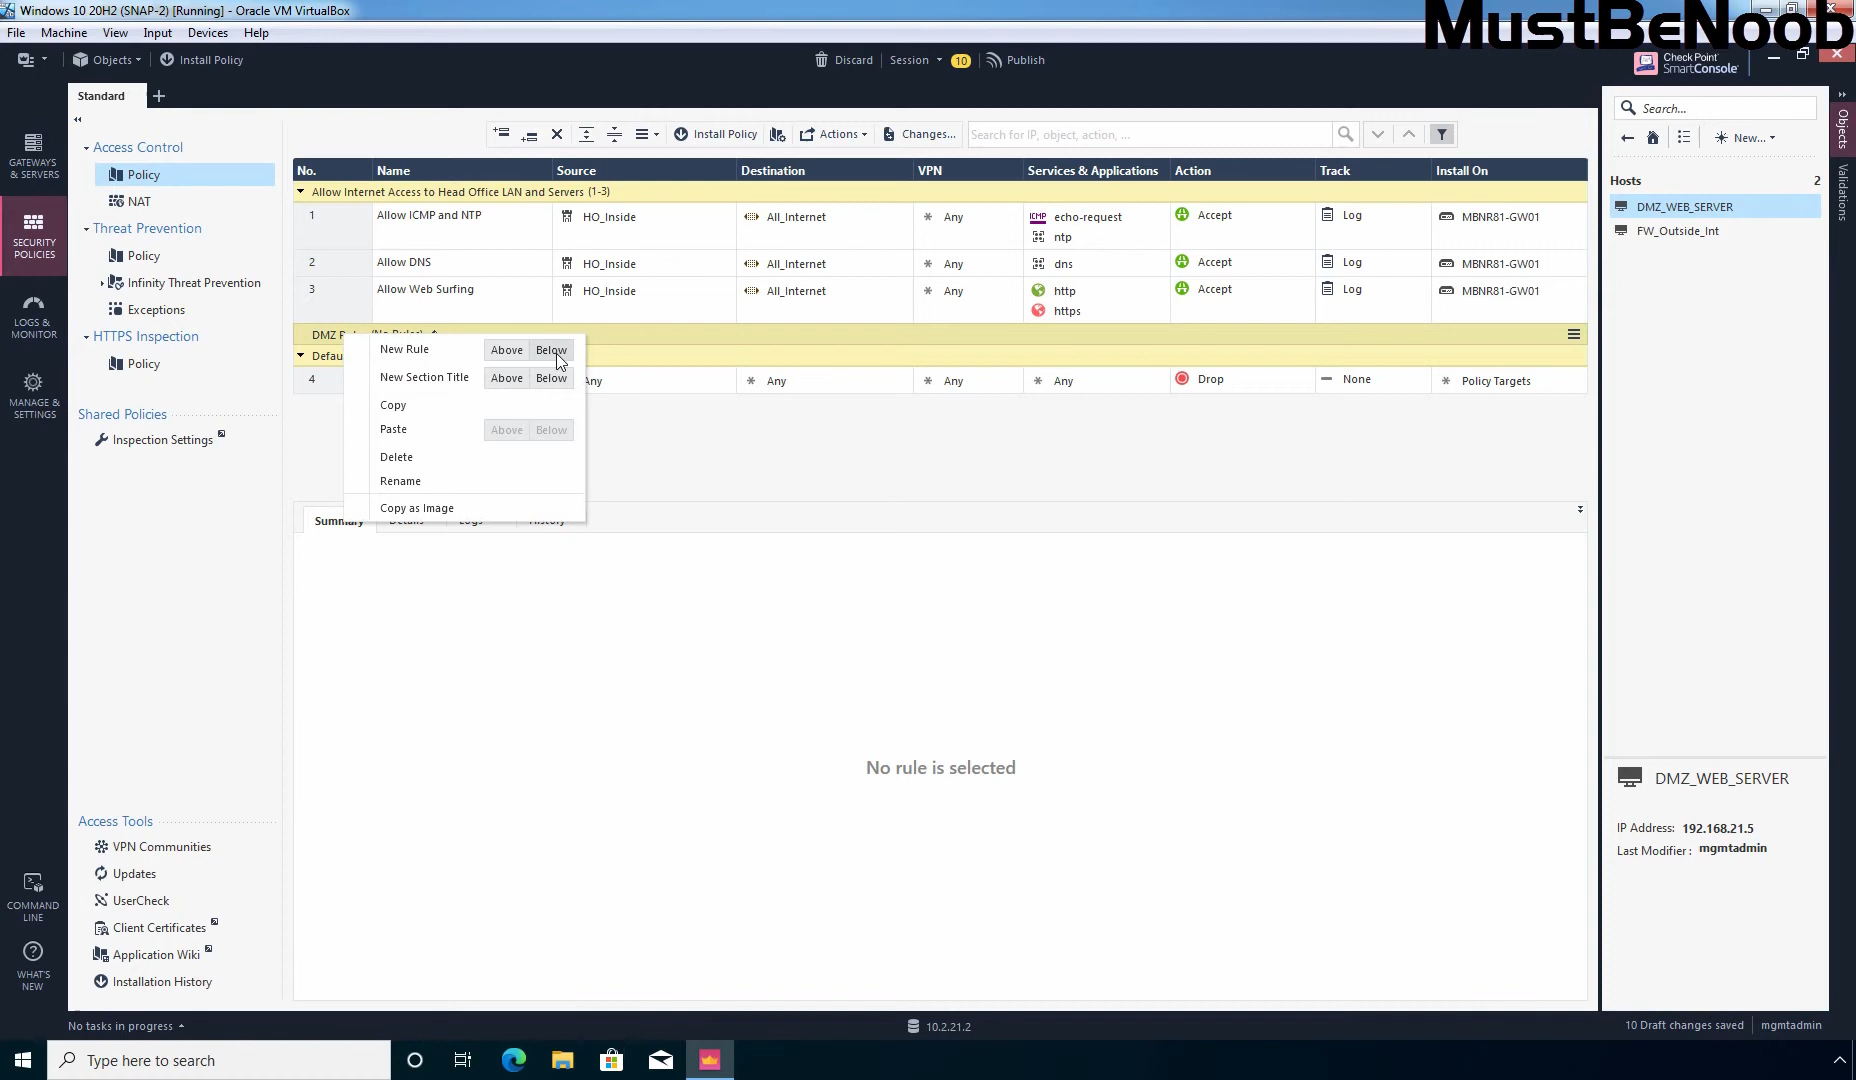 Windows 10 20H2 (SNAP-2) [Running] - Oracle VM VirtualBox
MustBeNoob
File Machine View Input Devices Help
Objects Install Policy Discard Session 10 Publish
Check Point
SmartConsole
Standard
Search...
Install Policy Actions Changes... Search for IP, object, action, ...
New...
Objects
Validations
GATEWAYS
& SERVERS
SECURITY
POLICIES
LOGS &
MONITOR
MANAGE &
SETTINGS
COMMAND
LINE
WHAT'S
NEW
Access Control
Policy
NAT
Threat Prevention
Policy
Infinity Threat Prevention
Exceptions
HTTPS Inspection
Policy
Shared Policies
Inspection Settings
Access Tools
VPN Communities
Updates
UserCheck
Client Certificates
Application Wiki
Installation History
No. Name Source Destination VPN Services & Applications Action Track Install On
Allow Internet Access to Head Office LAN and Servers (1-3)
1 Allow ICMP and NTP HO_Inside All_Internet Any ICMP echo-request Accept Log MBNR81-GW01
ntp
2 Allow DNS HO_Inside All_Internet Any dns Accept Log MBNR81-GW01
3 Allow Web Surfing HO_Inside All_Internet Any http Accept Log MBNR81-GW01
https
DMZ
4 Any Any Any Any Drop None Policy Targets
New Rule Above Below
New Section Title Above Below
Copy
Paste Above Below
Delete
Rename
Copy as Image
Summary
No rule is selected
Hosts 2
DMZ_WEB_SERVER
FW_Outside_Int
DMZ_WEB_SERVER
IP Address: 192.168.21.5
Last Modifier : mgmtadmin
No tasks in progress 10.2.21.2 10 Draft changes saved mgmtadmin
Type here to search